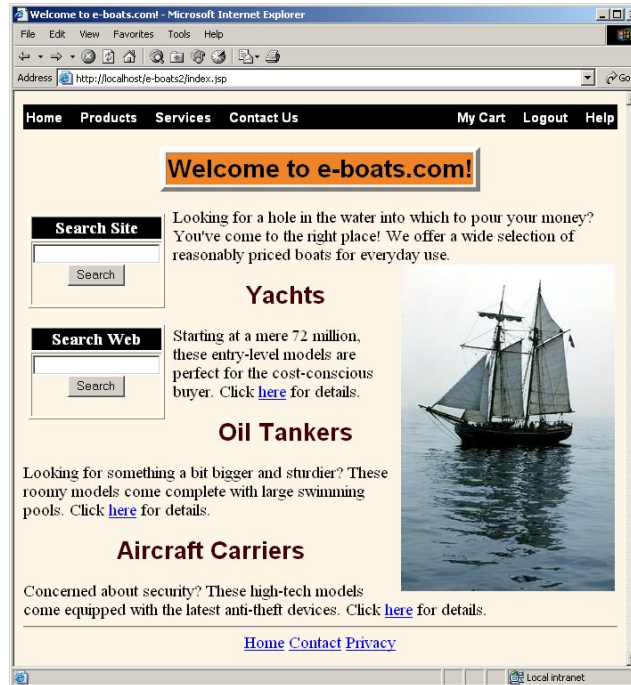 Welcome to e-boats.com! - Microsoft Internet Explorer
File Edit View Favorites Tools Help
Address http://localhost/e-boats2/index.jsp Go
Home Products Services Contact Us My Cart Logout Help
Welcome to e-boats.com!
Search Site
Search
Looking for a hole in the water into which to pour your money?
You've come to the right place! We offer a wide selection of
reasonably priced boats for everyday use.
Yachts
Search Web
Search
Starting at a mere 72 million,
these entry-level models are
perfect for the cost-conscious
buyer. Click here for details.
Oil Tankers
Looking for something a bit bigger and sturdier? These
roomy models come complete with large swimming
pools. Click here for details.
Aircraft Carriers
Concerned about security? These high-tech models
come equipped with the latest anti-theft devices. Click here for details.
Home Contact Privacy
Local intranet